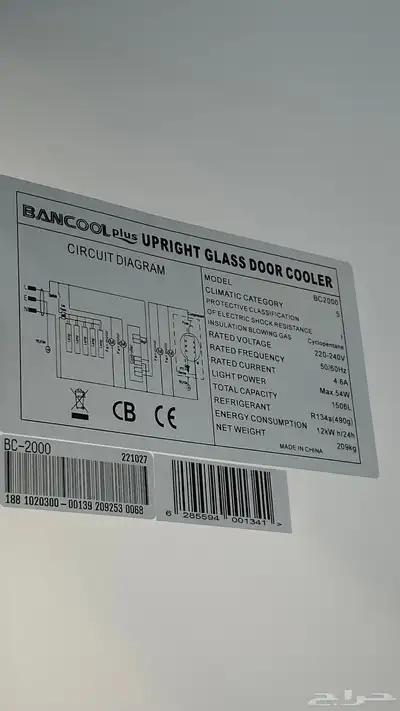 BANCOOL plus UPRIGHT GLASS DOOR COOLER
CIRCUIT DIAGRAM
L
E
N
MODEL BC2000
CLIMATIC CATEGORY 5
PROTECTIVE CLASSIFICATION
OF ELECTRIC SHOCK RESISTANCE
INSULATION BLOWING GAS Cyclopentane
RATED VOLTAGE 220-240V
RATED FREQUENCY 50/60Hz
RATED CURRENT 4.6A
LIGHT POWER Max.54W
TOTAL CAPACITY 1506L
REFRIGERANT R134a(490g)
ENERGY CONSUMPTION 12kW h/24h
NET WEIGHT 209kg
MADE IN CHINA
CB CE
BC-2000 221027
188 1020300-00139 209253 0068
6 285594 001341 >
حراج